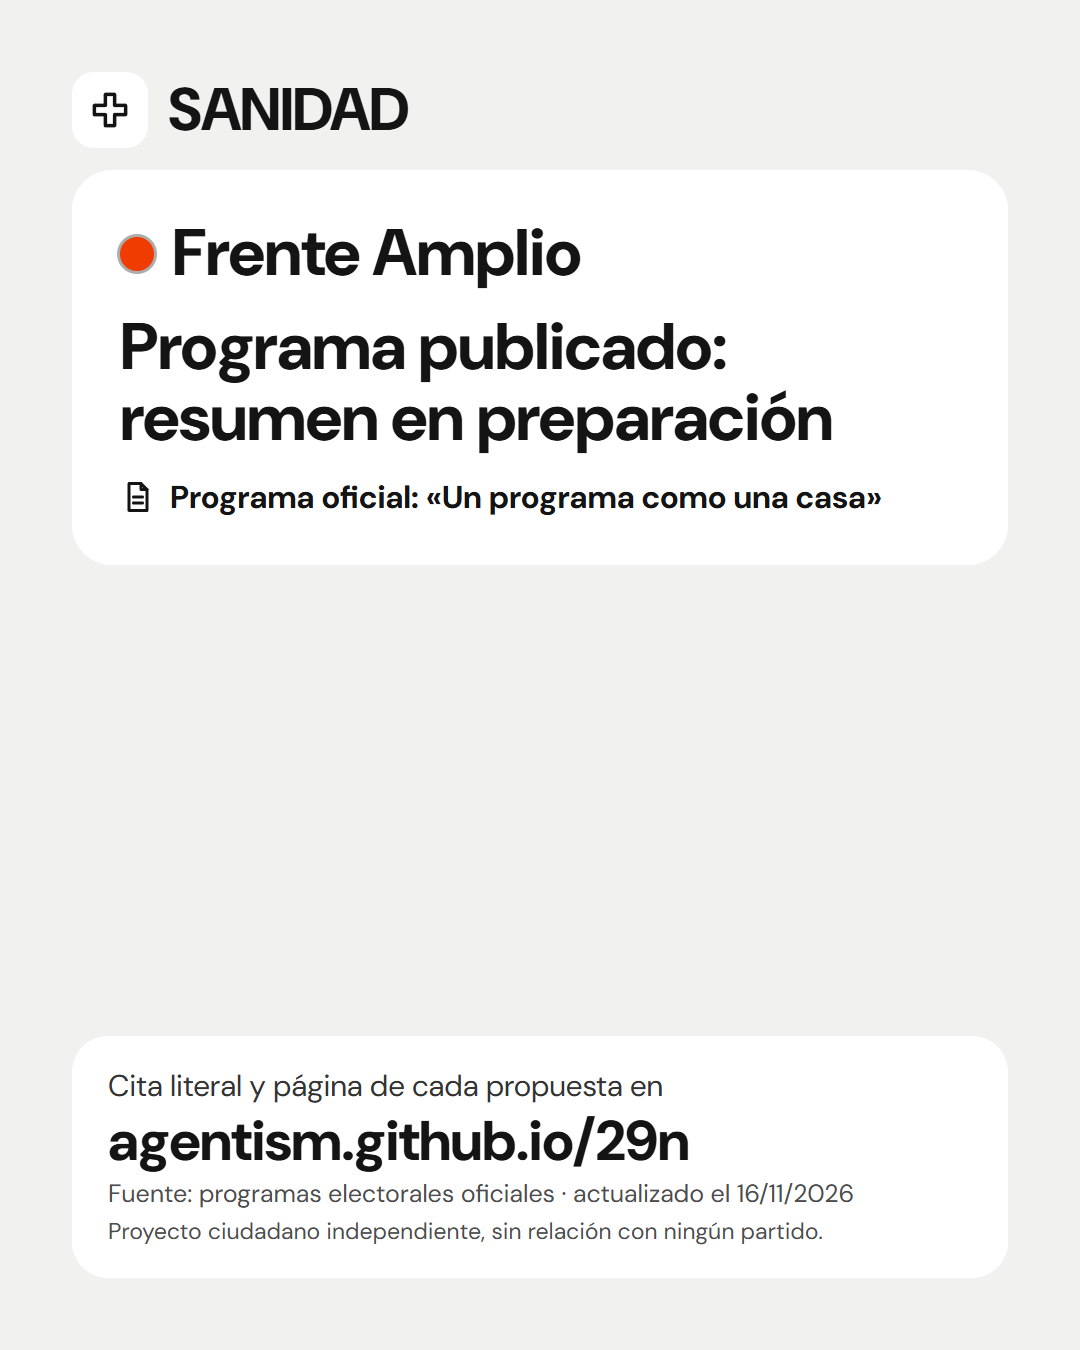 SANIDAD
Frente Amplio
Programa publicado:
resumen en preparación
Programa oficial: «Un programa como una casa»
Cita literal y página de cada propuesta en
agentism.github.io/29n
Fuente: programas electorales oficiales · actualizado el 16/11/2026
Proyecto ciudadano independiente, sin relación con ningún partido.